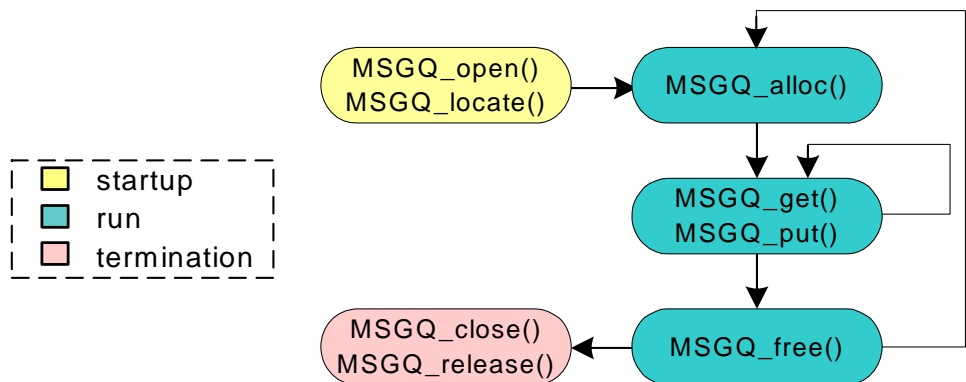 MSGQ_open()
MSGQ_locate()
MSGQ_alloc()
startup
run
termination
MSGQ_get()
MSGQ_put()
MSGQ_close()
MSGQ_release()
MSGQ_free()